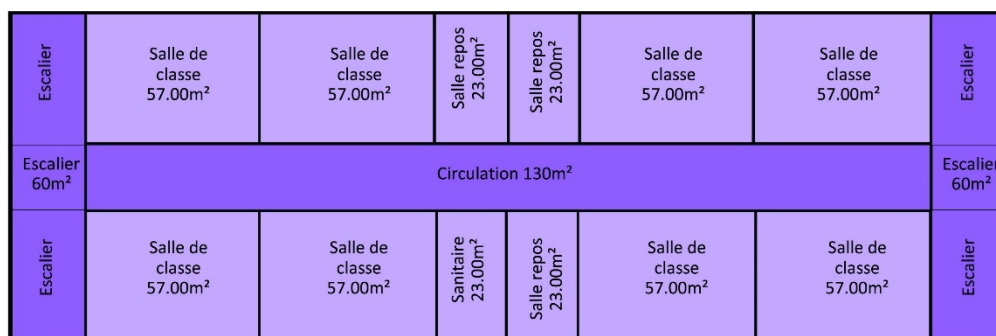 Escalier
Salle de
classe
57.00m²
Salle de
classe
57.00m²
Salle repos
23.00m²
Salle repos
23.00m²
Salle de
classe
57.00m²
Salle de
classe
57.00m²
Escalier
Escalier
60m²
Circulation 130m²
Escalier
60m²
Escalier
Salle de
classe
57.00m²
Salle de
classe
57.00m²
Sanitaire
23.00m²
Salle repos
23.00m²
Salle de
classe
57.00m²
Salle de
classe
57.00m²
Escalier